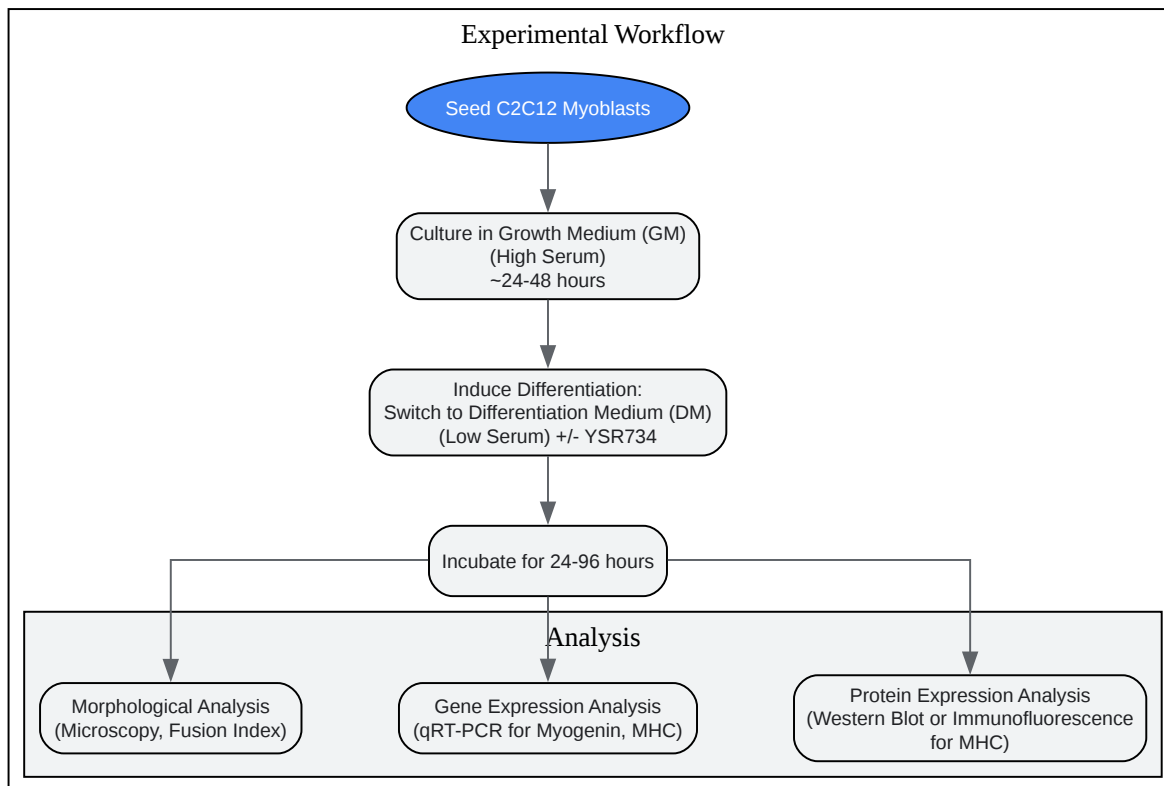 Experimental Workflow
Seed C2C12 Myoblasts
Culture in Growth Medium (GM)
(High Serum)
~24-48 hours
Induce Differentiation:
Switch to Differentiation Medium (DM)
(Low Serum) +/- YSR734
Incubate for 24-96 hours
Analysis
Morphological Analysis
(Microscopy, Fusion Index)
Gene Expression Analysis
(qRT-PCR for Myogenin, MHC)
Protein Expression Analysis
(Western Blot or Immunofluorescence
for MHC)